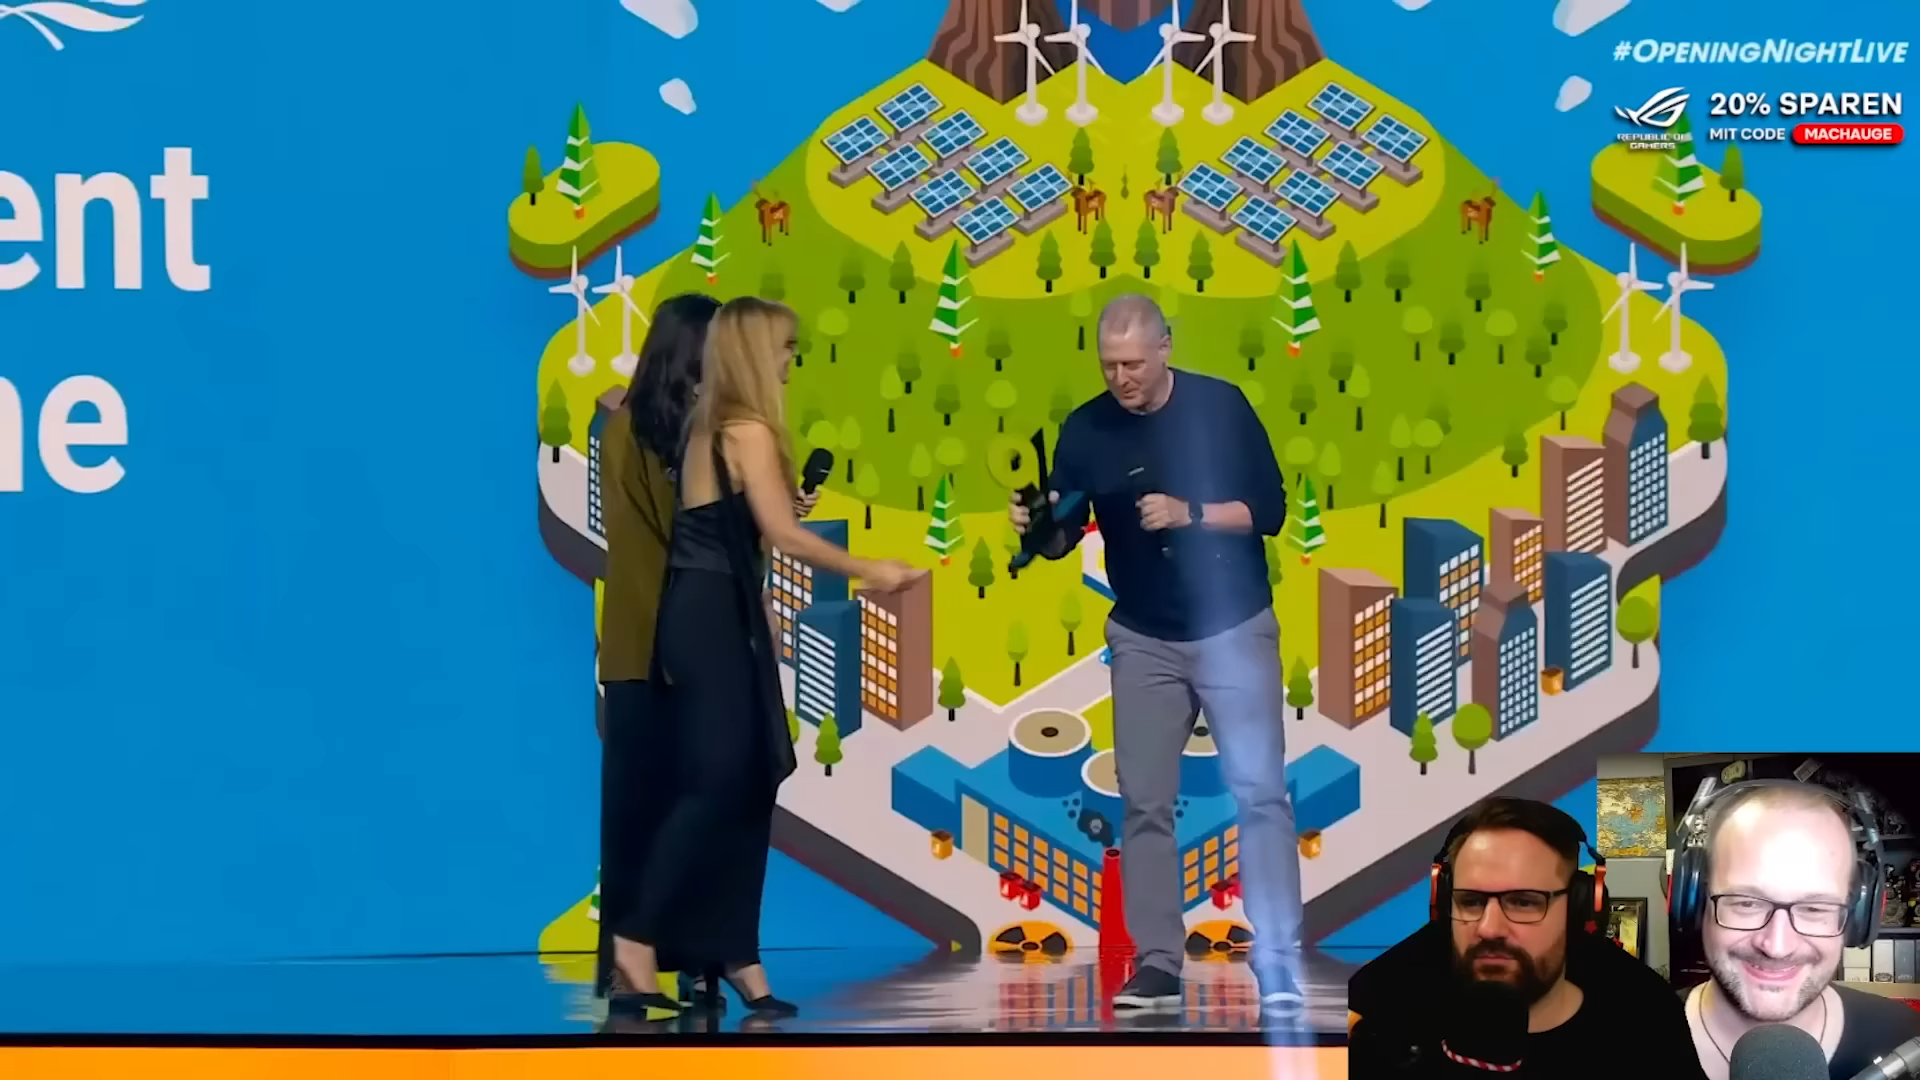 ent
ne
#OPENINGNIGHTLIVE
REPUBLIC OF
GAMERS
20% SPAREN
MIT CODE MACHAUGE